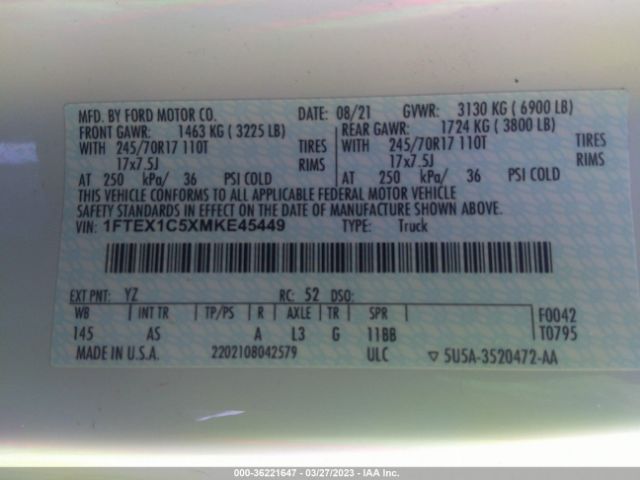 MFD. BY FORD MOTOR CO. DATE: 08/21 GVWR: 3130 KG ( 6900 LB)
FRONT GAWR: 1463 KG ( 3225 LB) REAR GAWR: 1724 KG ( 3800 LB)
WITH 245/70R17 110T TIRES WITH 245/70R17 110T TIRES
17x7.5J RIMS 17x7.5J RIMS
AT 250 kPa/ 36 PSI COLD AT 250 kPa/ 36 PSI COLD
THIS VEHICLE CONFORMS TO ALL APPLICABLE FEDERAL MOTOR VEHICLE
SAFETY STANDARDS IN EFFECT ON THE DATE OF MANUFACTURE SHOWN ABOVE.
VIN: 1FTEX1C5XMKE45449 TYPE: Truck
EXT PNT: YZ RC: 52 DSO:
WB INT TR TP/PS R AXLE TR SPR F0042
145 AS A L3 G 11BB T0795
MADE IN U.S.A. 2202108042579 ULC ▽ 5U5A-3520472-AA
000-36221647 — 03/27/2023 — IAA Inc.